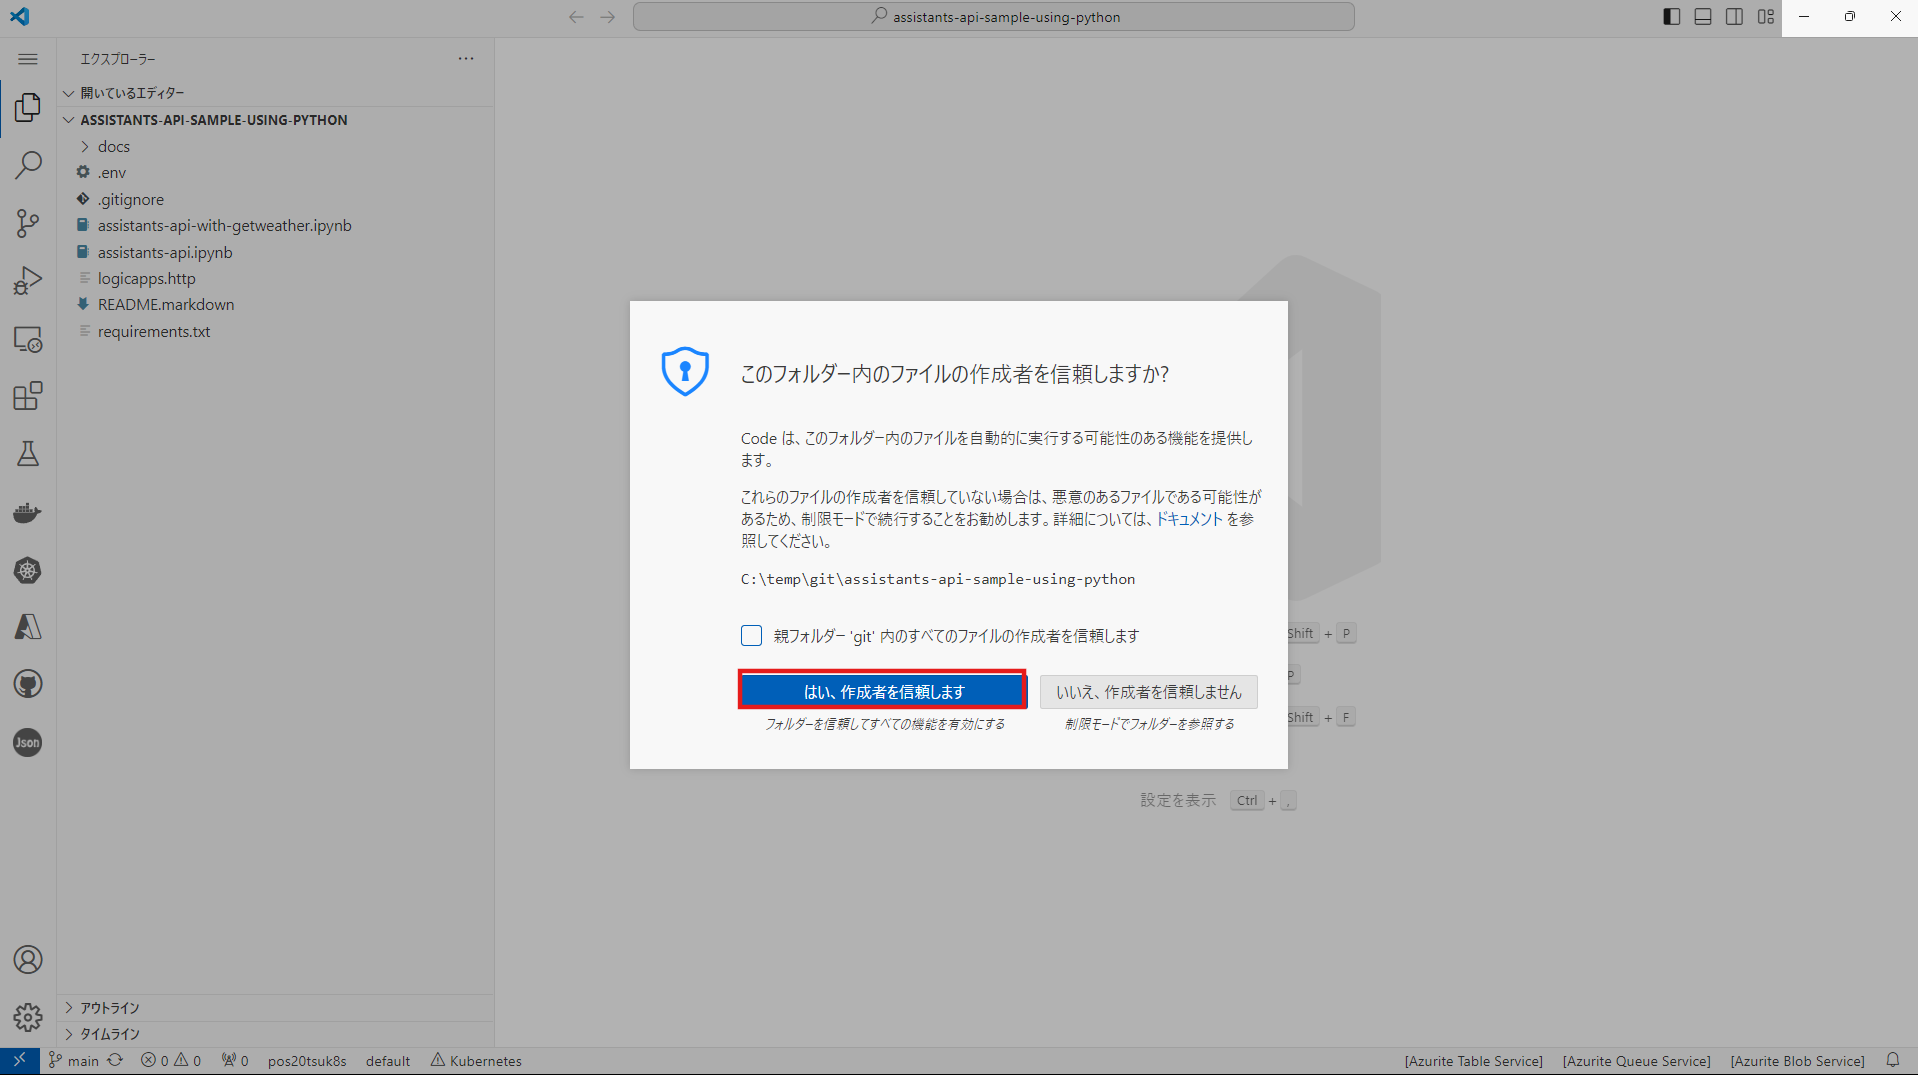 assistants-api-sample-using-python
エクスプローラー
開いているエディター
ASSISTANTS-API-SAMPLE-USING-PYTHON
docs
.env
.gitignore
assistants-api-with-getweather.ipynb
assistants-api.ipynb
logicapps.http
README.markdown
requirements.txt
このフォルダー内のファイルの作成者を信頼しますか?
Code は、このフォルダー内のファイルを自動的に実行する可能性のある機能を提供し
ます。
これらのファイルの作成者を信頼していない場合は、悪意のあるファイルである可能性が
あるため、制限モードで続行することをお勧めします。詳細については、ドキュメント を参
照してください。
C:\temp\git\assistants-api-sample-using-python
親フォルダー 'git' 内のすべてのファイルの作成者を信頼します
はい、作成者を信頼します
いいえ、作成者を信頼しません
フォルダーを信頼してすべての機能を有効にする
制限モードでフォルダーを参照する
Shift + P
P
Shift + F
設定を表示 Ctrl + ,
Json
アウトライン
タイムライン
main 0 0 0 pos20tsuk8s default Kubernetes [Azurite Table Service] [Azurite Queue Service] [Azurite Blob Service]